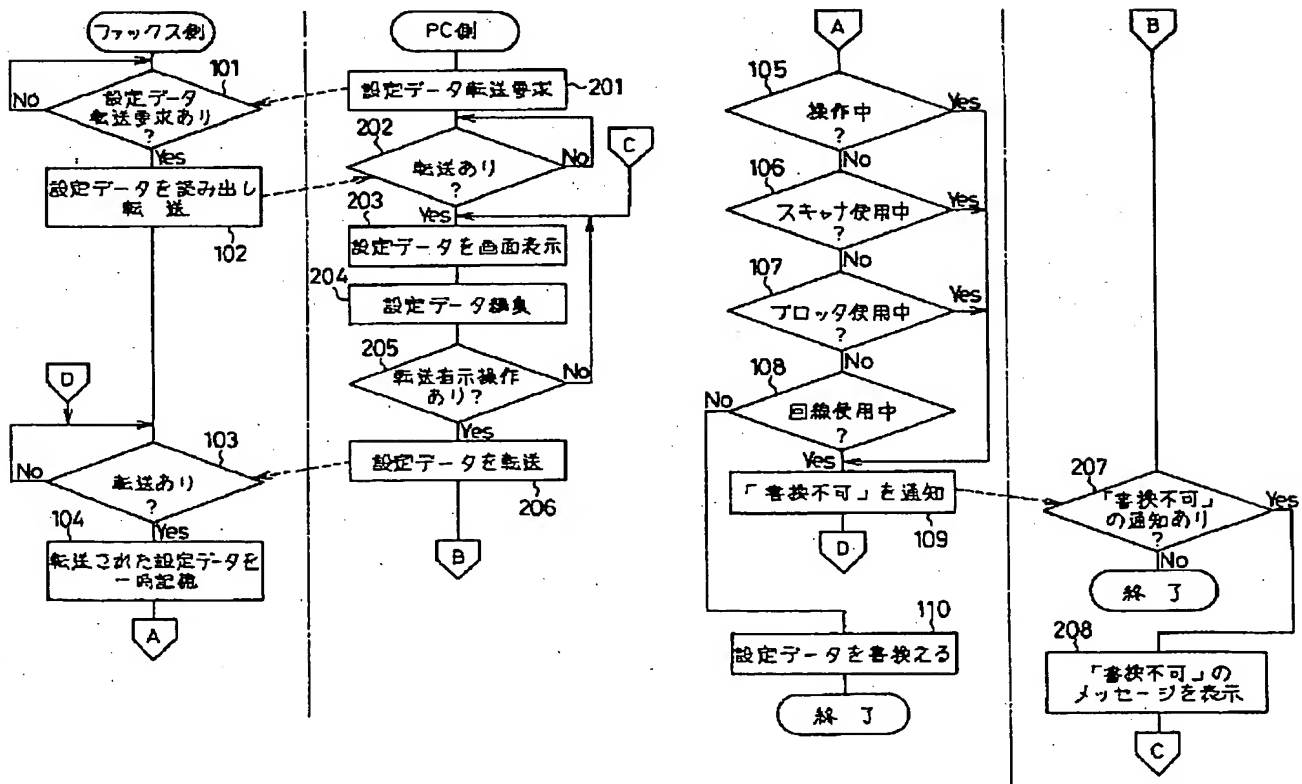 ファックス側
101
設定データ
転送要求あり
?
No
Yes
設定データを読み出し
転送
102
D
103
転送あり
?
No
Yes
104
転送された設定データを
一時記憶
A
PC側
設定データ転送要求
201
202
転送あり
?
No
C
Yes
203
設定データを画面表示
204
設定データ編集
205
転送指示操作
あり?
No
Yes
設定データを転送
206
B
A
105
操作中
?
Yes
No
106
スキャナ使用中
?
Yes
No
107
プロッタ使用中
?
Yes
No
108
回線使用中
?
No
Yes
「書換不可」を通知
109
D
110
設定データを書換える
終了
B
207
「書換不可」
の通知あり
?
Yes
No
終了
208
「書換不可」の
メッセージを表示
C